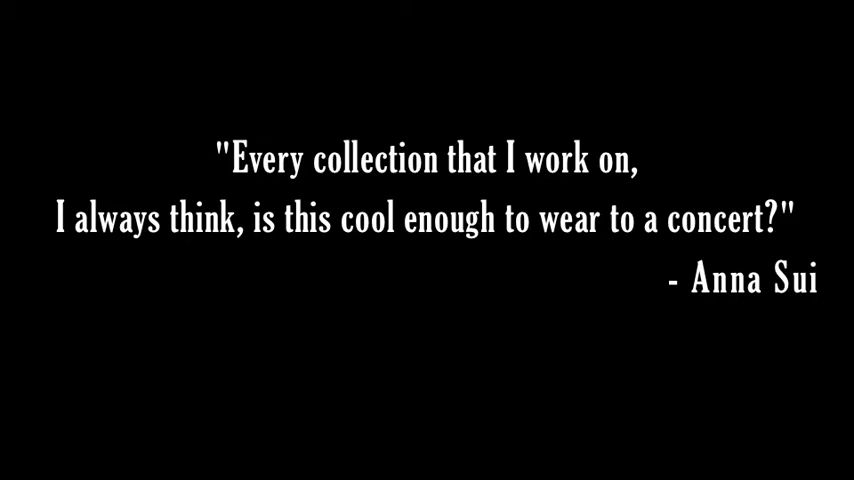 "Every collection that I work on,
I always think, is this cool enough to wear to a concert?"
- Anna Sui